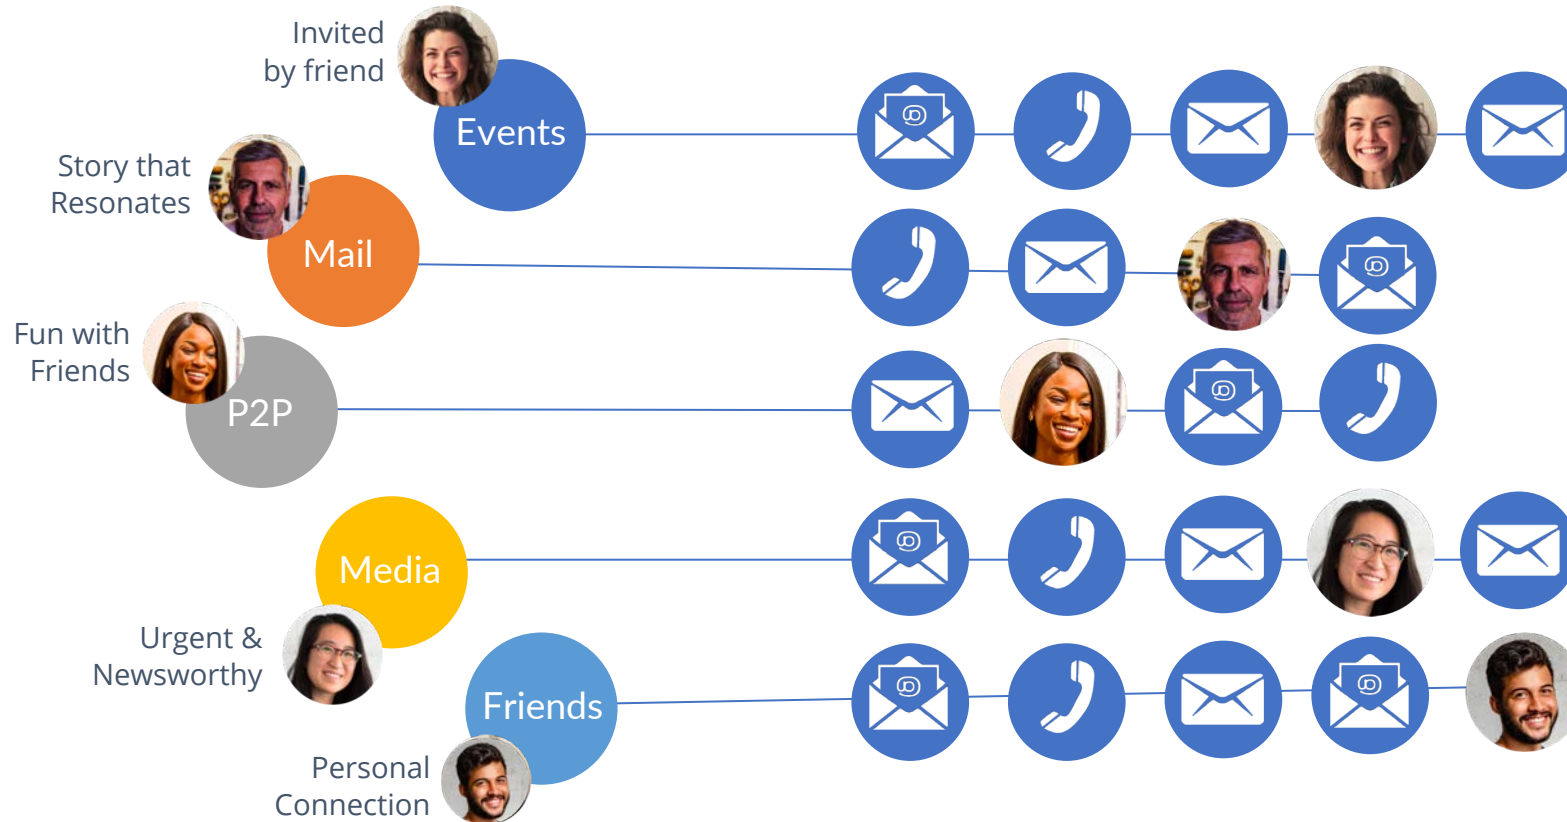 Invited
by friend
Events
Story that
Resonates
Mail
Fun with
Friends
P2P
Media
Urgent &
Newsworthy
Friends
Personal
Connection